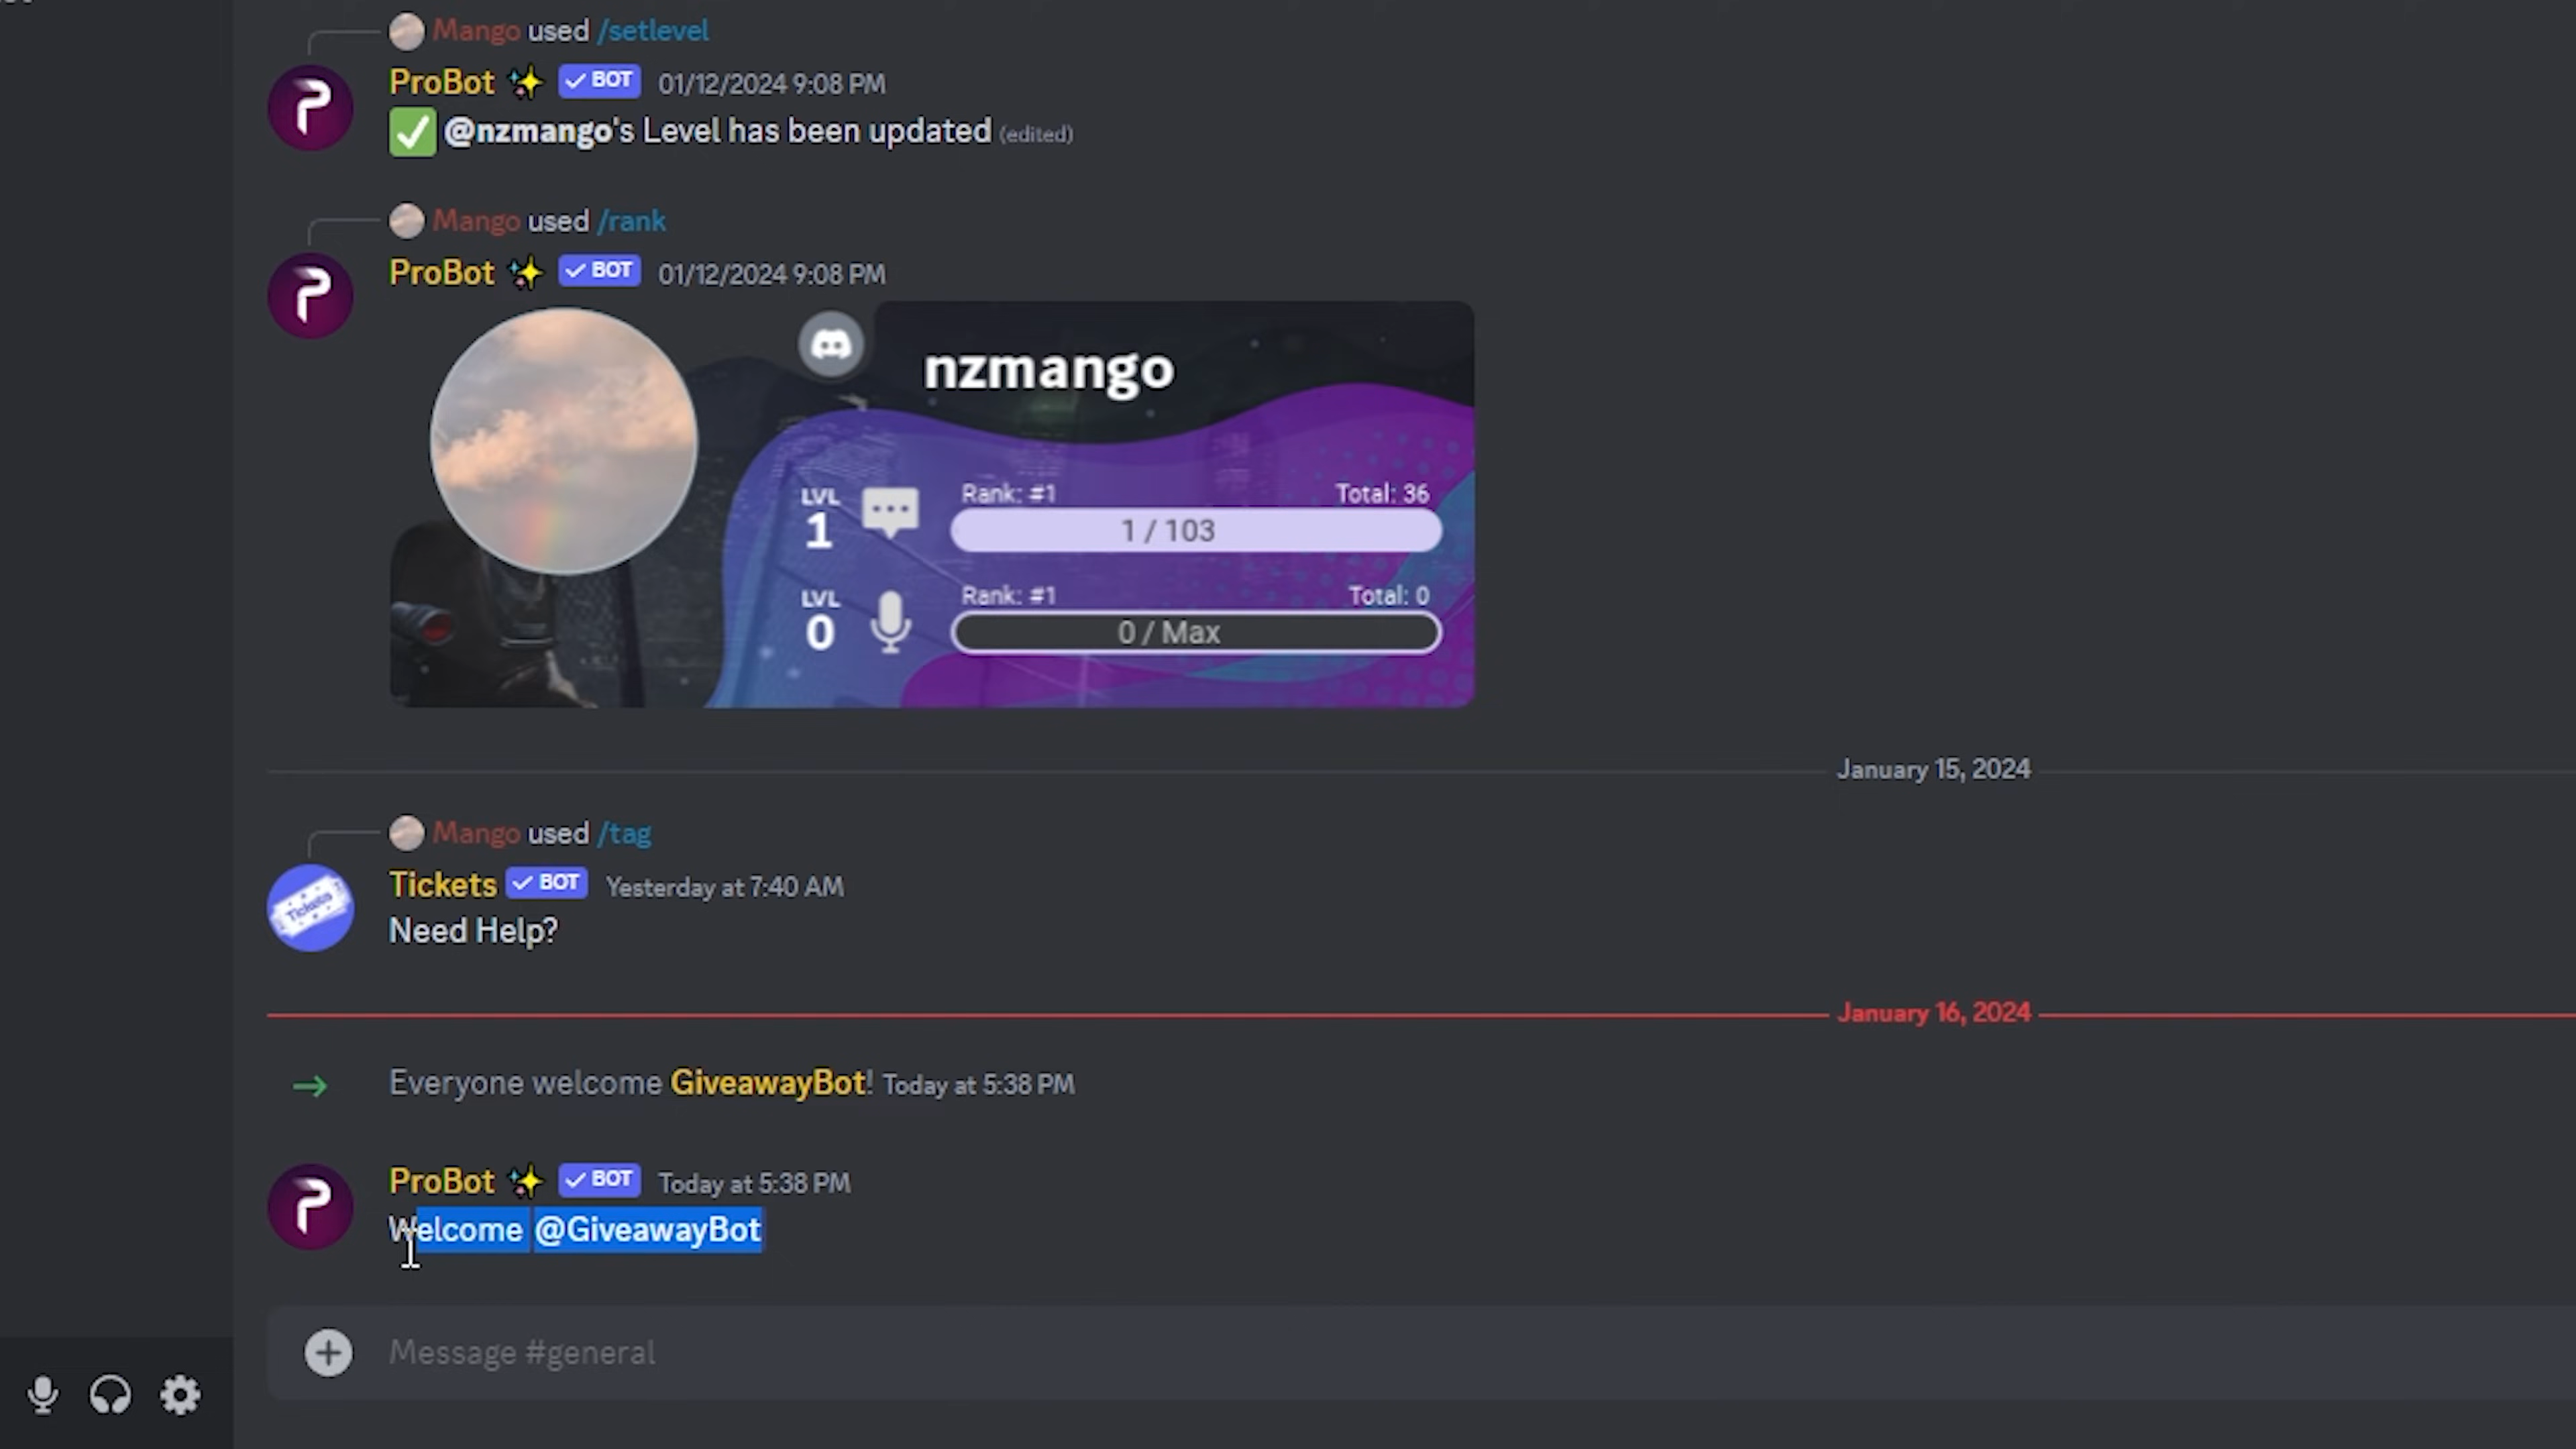 Mango used /setlevel
ProBot ✨ ✓ BOT 01/12/2024 9:08 PM
✅ @nzmango's Level has been updated (edited)
Mango used /rank
ProBot ✨ ✓ BOT 01/12/2024 9:08 PM
nzmango
Rank: #1 Total: 36
LVL
1 1 / 103
Rank: #1 Total: 0
LVL
0 0 / Max
January 15, 2024
Mango used /tag
Tickets ✓ BOT Yesterday at 7:40 AM
Tickets
Need Help?
January 16, 2024
Everyone welcome GiveawayBot! Today at 5:38 PM
ProBot ✨ ✓ BOT Today at 5:38 PM
Welcome @GiveawayBot
Message #general